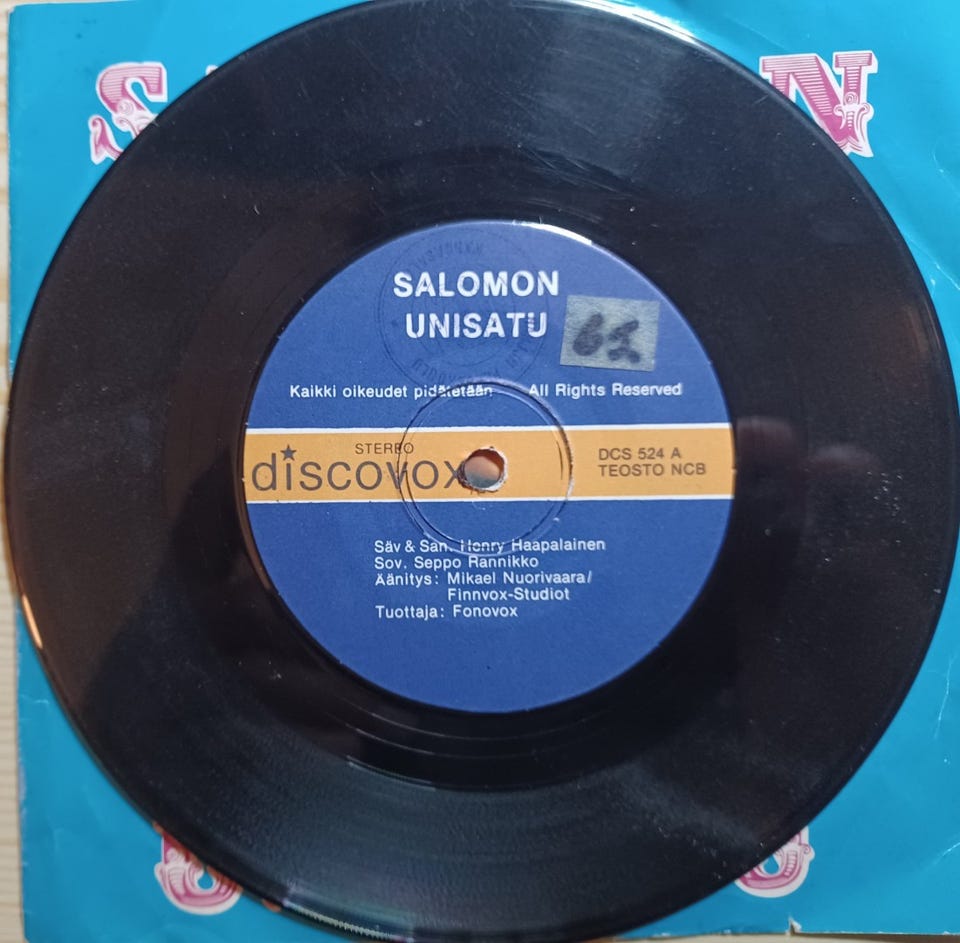 SALOMON
UNISATU
Kaikki oikeudet pidätetään All Rights Reserved
STEREO
discovox
DCS 524 A
TEOSTO NCB
Säv & San. Henry Haapalainen
Sov. Seppo Rannikko
Äänitys: Mikael Nuorivaara/
Finnvox-Studiot
Tuottaja: Fonovox